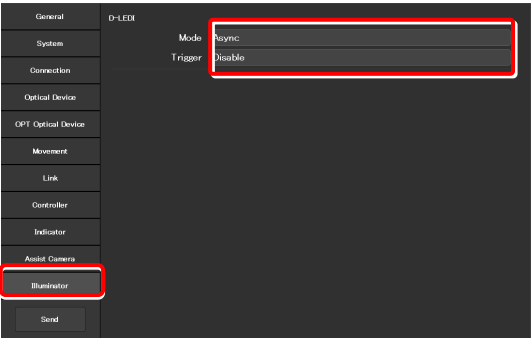 General
System
Connection
Optical Device
OPT Optical Device
Movement
Link
Controller
Indicator
Assist Camera
Illuminator
Send
D-LEDI
Mode Async
Trigger Disable